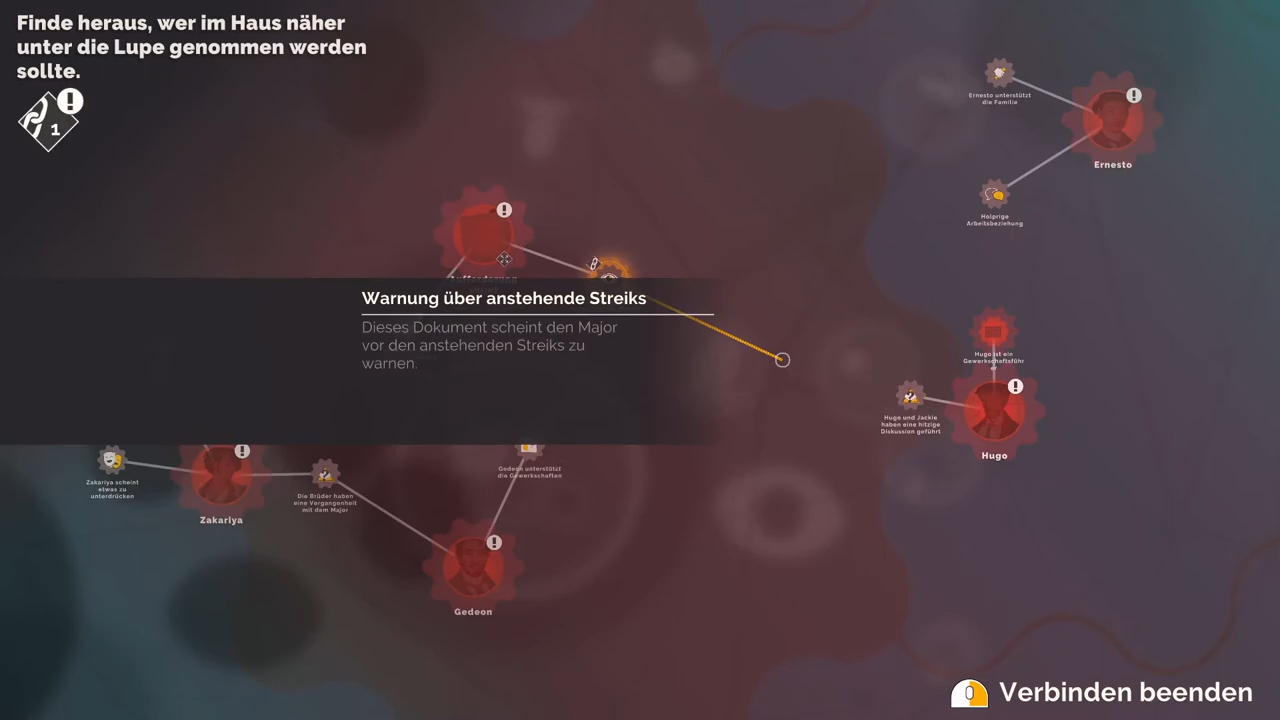 Finde heraus, wer im Haus näher
unter die Lupe genommen werden
sollte.
1
Ernesto unterstützt
die Familie
Ernesto
Holprige
Arbeitsbeziehung
Aufforderung
Warnung über anstehende Streiks
Dieses Dokument scheint den Major
vor den anstehenden Streiks zu
warnen.
Hugo ist ein
Gewerkschaftsführ
er
Hugo und Jackie
haben eine hitzige
Diskussion geführt
Hugo
Zakariya scheint
etwas zu
unterdrücken
Zakariya
Die Brüder haben
eine Vergangenheit
mit dem Major
Gedeon unterstützt
die Gewerkschaften
Gedeon
Verbinden beenden